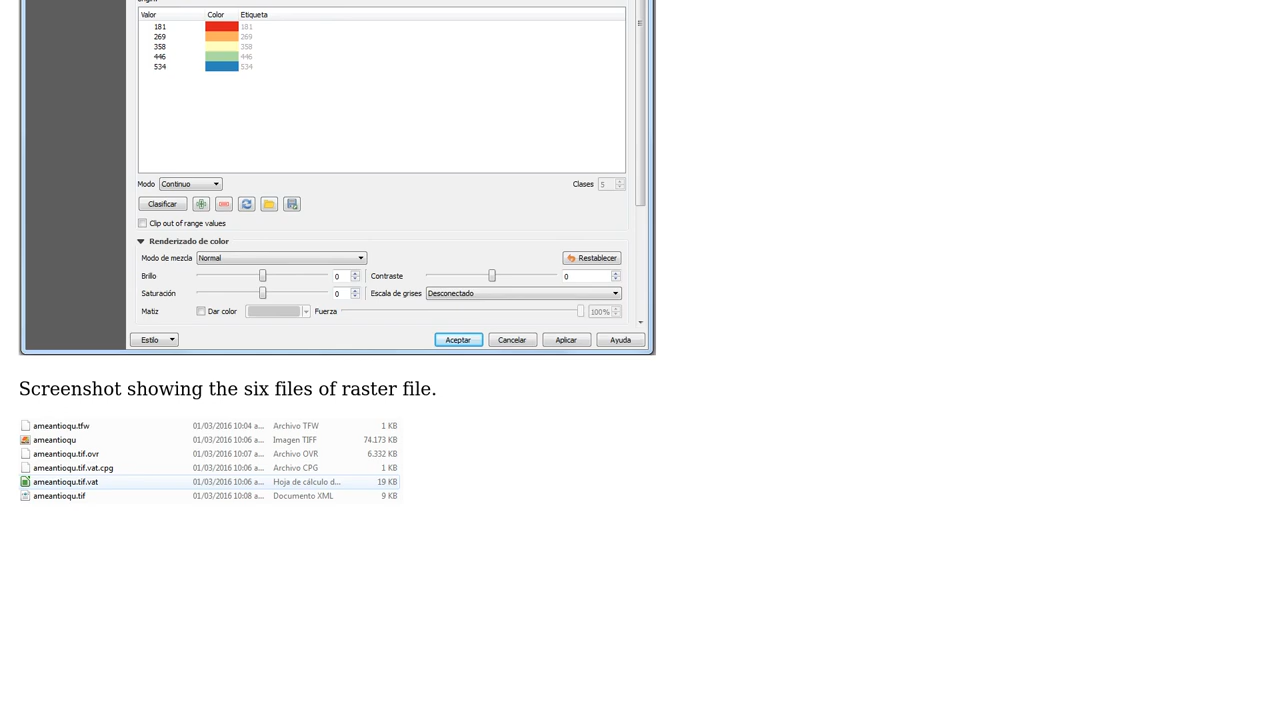 Valor Color Etiqueta
181 181
269 269
358 358
446 446
534 534
Modo Continuo Clases 5
Clasificar
Clip out of range values
Renderizado de color
Modo de mezcla Normal Restablecer
Brillo 0 Contraste 0
Saturación 0 Escala de grises Desconectado
Matiz Dar color Fuerza 100%
Estilo Aceptar Cancelar Aplicar Ayuda
Screenshot showing the six files of raster file.
ameantioqu.tfw 01/03/2016 10:04 a... Archivo TFW 1 KB
ameantioqu 01/03/2016 10:06 a... Imagen TIFF 74.173 KB
ameantioqu.tif.ovr 01/03/2016 10:07 a... Archivo OVR 6.332 KB
ameantioqu.tif.vat.cpg 01/03/2016 10:06 a... Archivo CPG 1 KB
ameantioqu.tif.vat 01/03/2016 10:06 a... Hoja de cálculo d... 19 KB
ameantioqu.tif 01/03/2016 10:08 a... Documento XML 9 KB